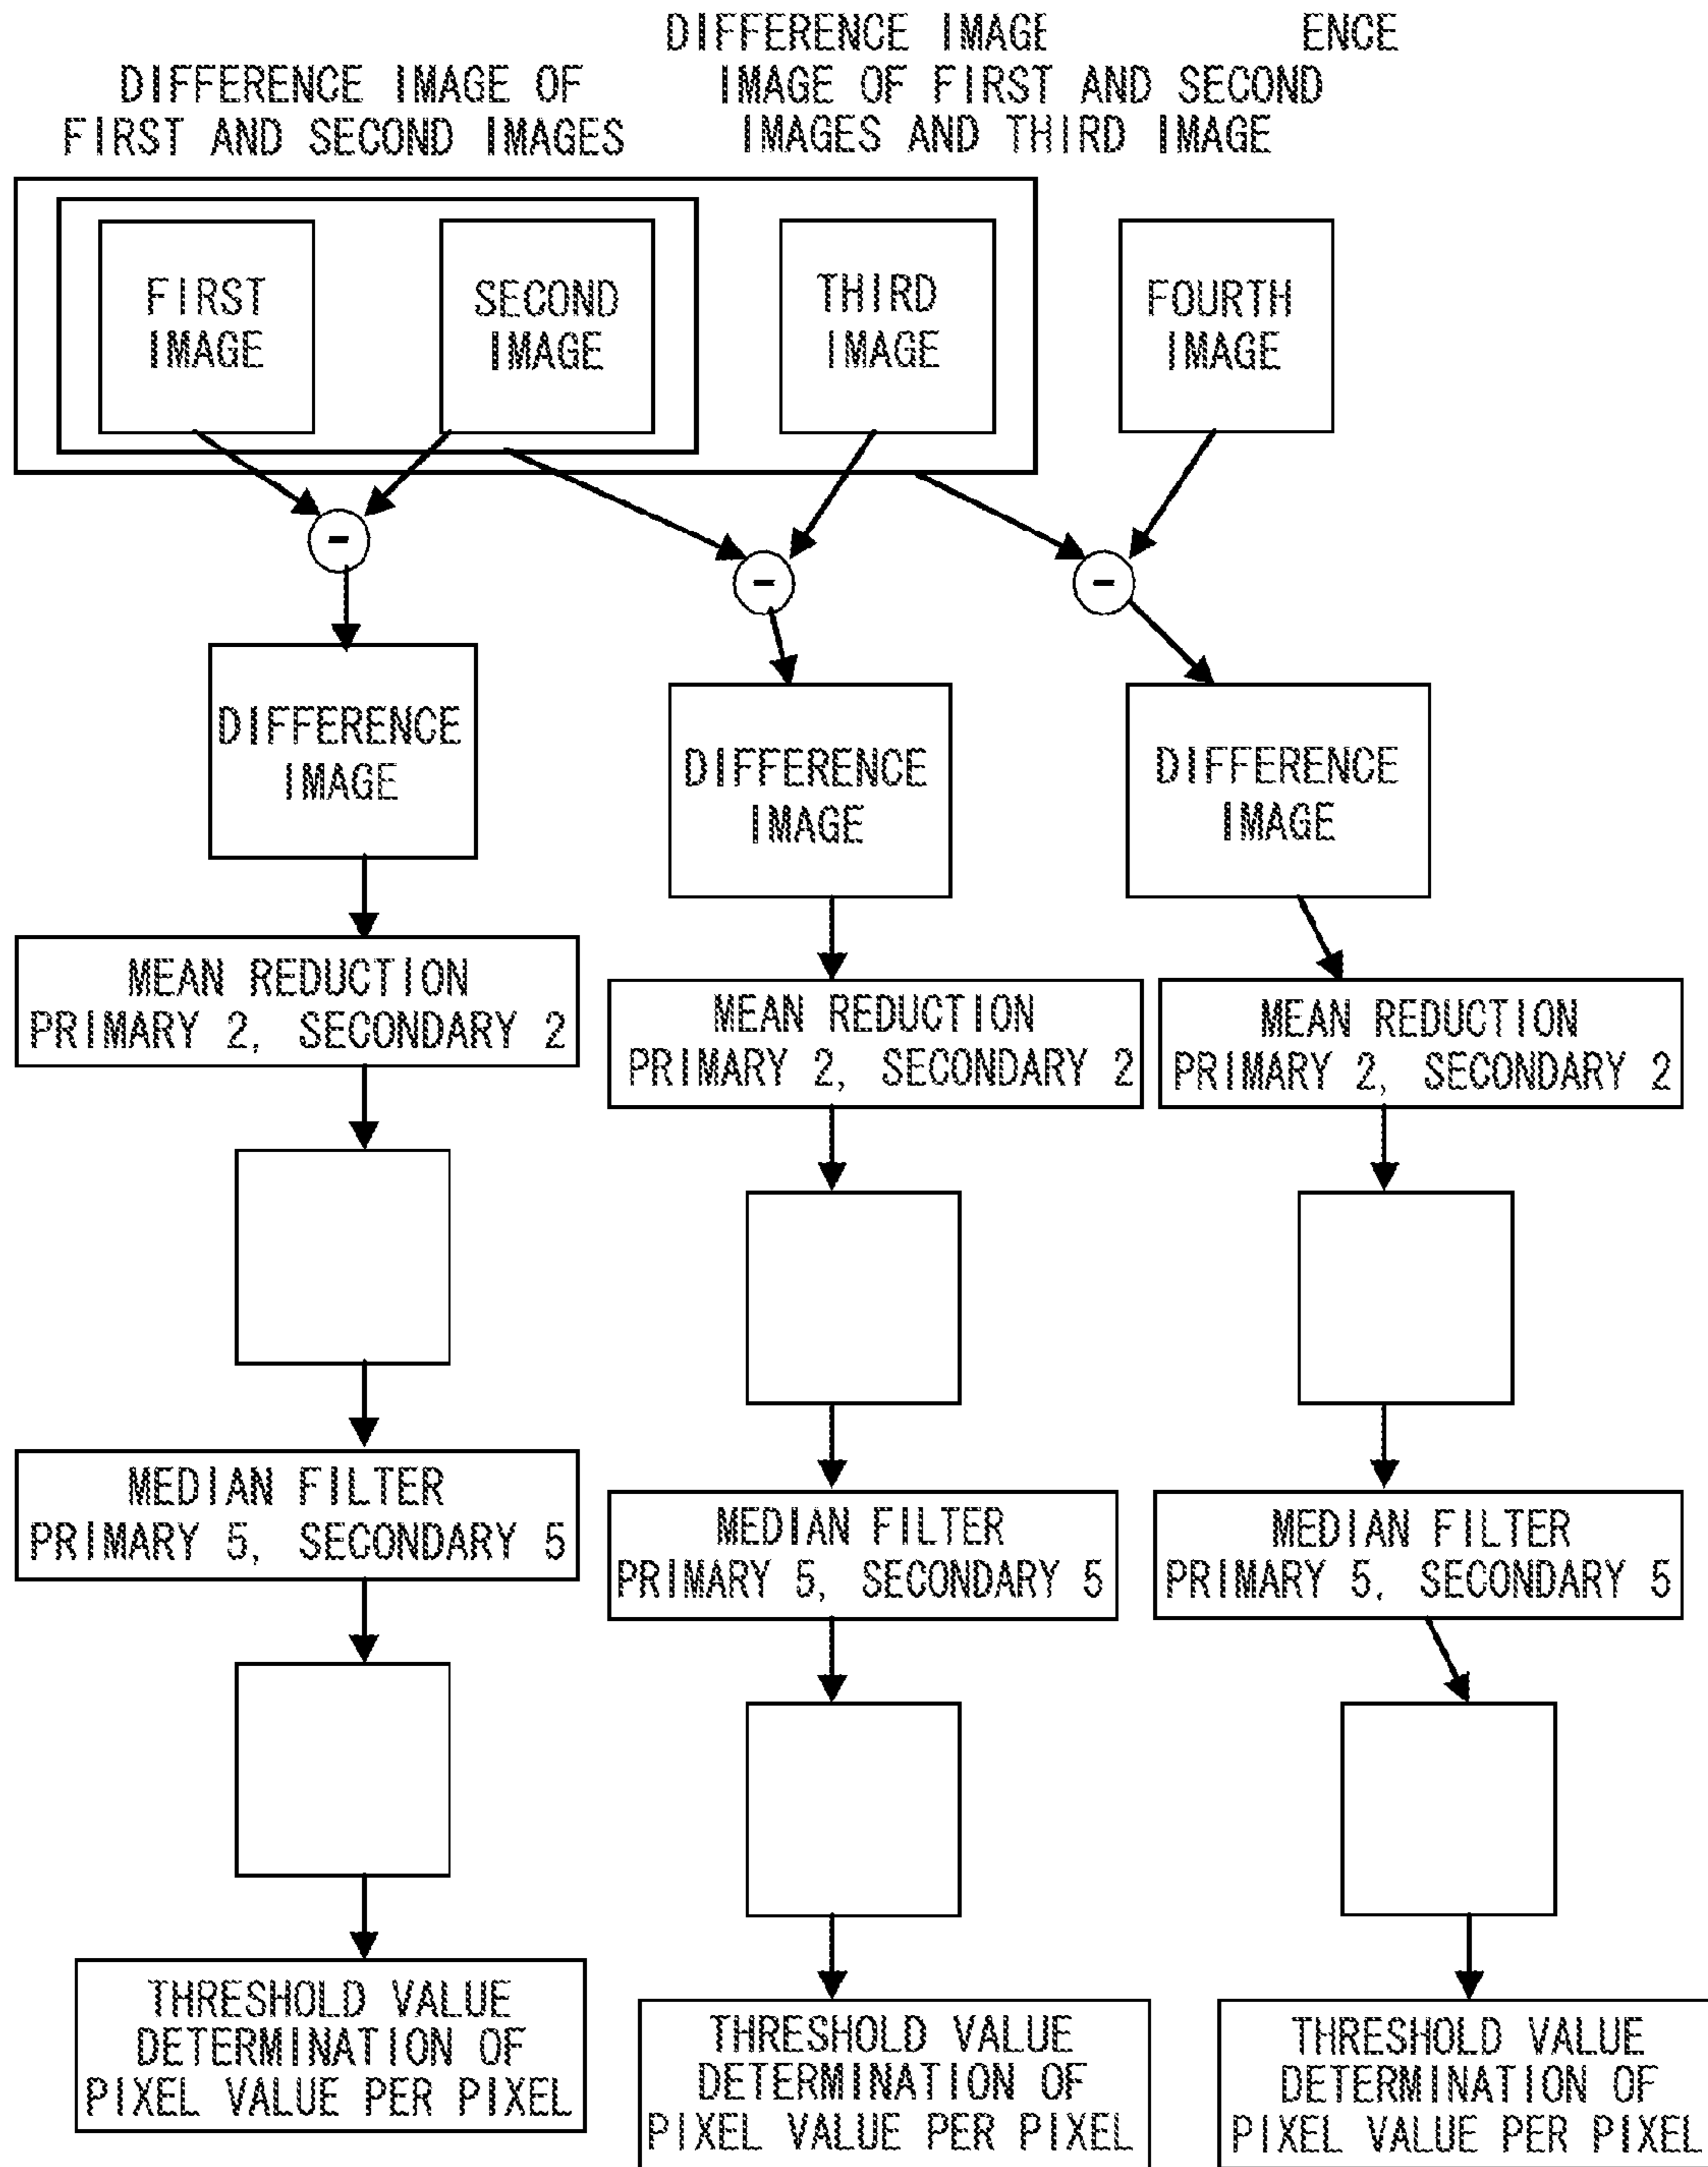 DIFFERENCE IMAGE OF
FIRST AND SECOND IMAGES
DIFFERENCE IMAGE ENCE
IMAGE OF FIRST AND SECOND
IMAGES AND THIRD IMAGE
FIRST
IMAGE
SECOND
IMAGE
THIRD
IMAGE
FOURTH
IMAGE
-
-
-
DIFFERENCE
IMAGE
DIFFERENCE
IMAGE
DIFFERENCE
IMAGE
MEAN REDUCTION
PRIMARY 2, SECONDARY 2
MEAN REDUCTION
PRIMARY 2, SECONDARY 2
MEAN REDUCTION
PRIMARY 2, SECONDARY 2
MEDIAN FILTER
PRIMARY 5, SECONDARY 5
MEDIAN FILTER
PRIMARY 5, SECONDARY 5
MEDIAN FILTER
PRIMARY 5, SECONDARY 5
THRESHOLD VALUE
DETERMINATION OF
PIXEL VALUE PER PIXEL
THRESHOLD VALUE
DETERMINATION OF
PIXEL VALUE PER PIXEL
THRESHOLD VALUE
DETERMINATION OF
PIXEL VALUE PER PIXEL